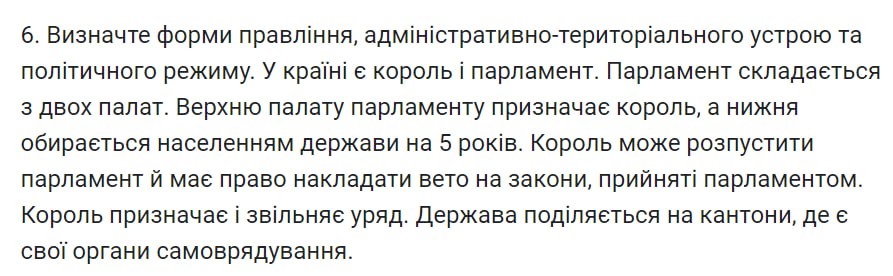 6. Визначте форми правління, адміністративно-територіального устрою та
політичного режиму. У країні є король і парламент. Парламент складається
з двох палат. Верхню палату парламенту призначає король, а нижня
обирається населенням держави на 5 років. Король може розпустити
парламент й має право накладати вето на закони, прийняті парламентом.
Король призначає і звільняє уряд. Держава поділяється на кантони, де є
свої органи самоврядування.